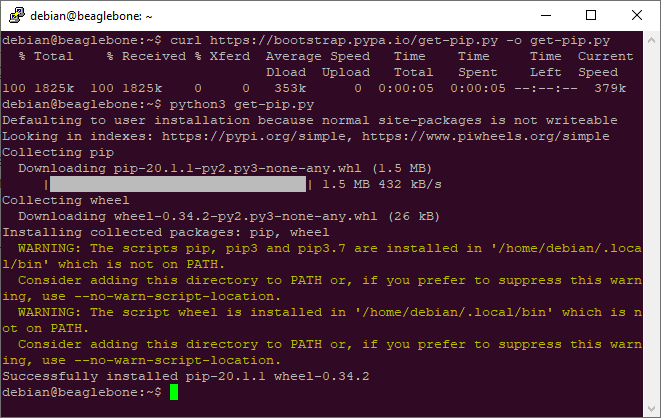 debian@beaglebone: ~
debian@beaglebone:~$ curl https://bootstrap.pypa.io/get-pip.py -o get-pip.py
  % Total    % Received % Xferd  Average Speed   Time    Time     Time  Current
                                 Dload  Upload   Total   Spent    Left  Speed
100 1825k  100 1825k    0     0   353k      0  0:00:05  0:00:05 --:--:--  379k
debian@beaglebone:~$ python3 get-pip.py
Defaulting to user installation because normal site-packages is not writeable
Looking in indexes: https://pypi.org/simple, https://www.piwheels.org/simple
Collecting pip
  Downloading pip-20.1.1-py2.py3-none-any.whl (1.5 MB)
     |████████████████████████████████| 1.5 MB 432 kB/s
Collecting wheel
  Downloading wheel-0.34.2-py2.py3-none-any.whl (26 kB)
Installing collected packages: pip, wheel
  WARNING: The scripts pip, pip3 and pip3.7 are installed in '/home/debian/.loca
l/bin' which is not on PATH.
  Consider adding this directory to PATH or, if you prefer to suppress this warn
ing, use --no-warn-script-location.
  WARNING: The script wheel is installed in '/home/debian/.local/bin' which is n
ot on PATH.
  Consider adding this directory to PATH or, if you prefer to suppress this warn
ing, use --no-warn-script-location.
Successfully installed pip-20.1.1 wheel-0.34.2
debian@beaglebone:~$